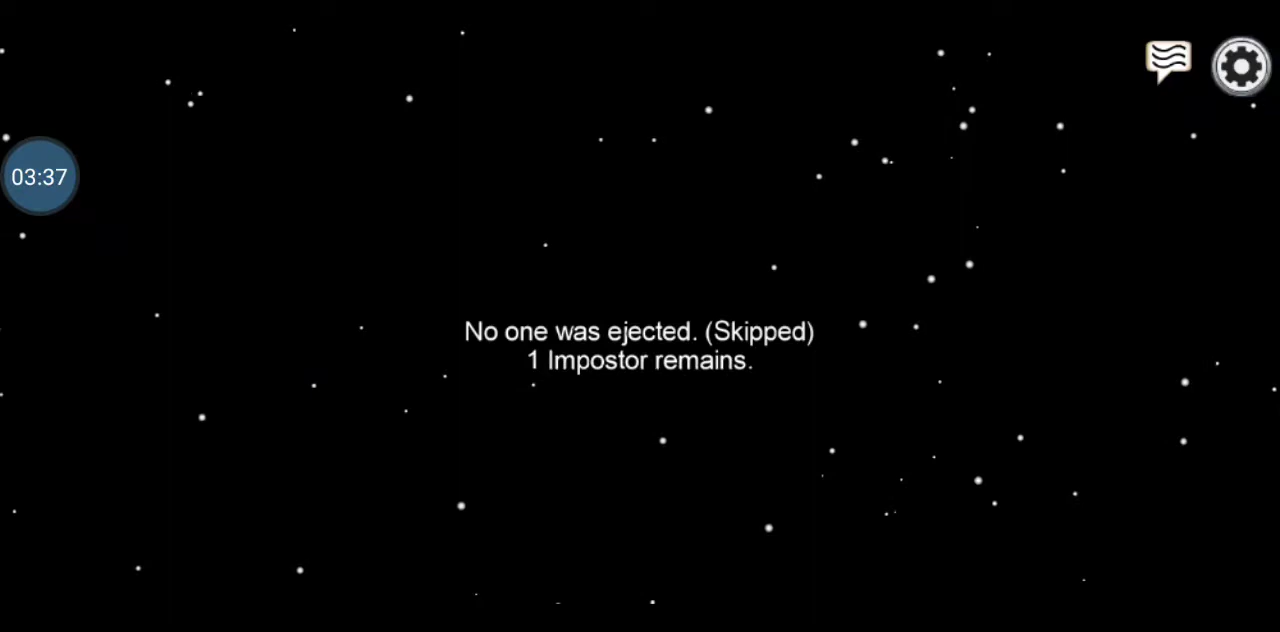 03:37
No one was ejected. (Skipped)
1 Impostor remains.